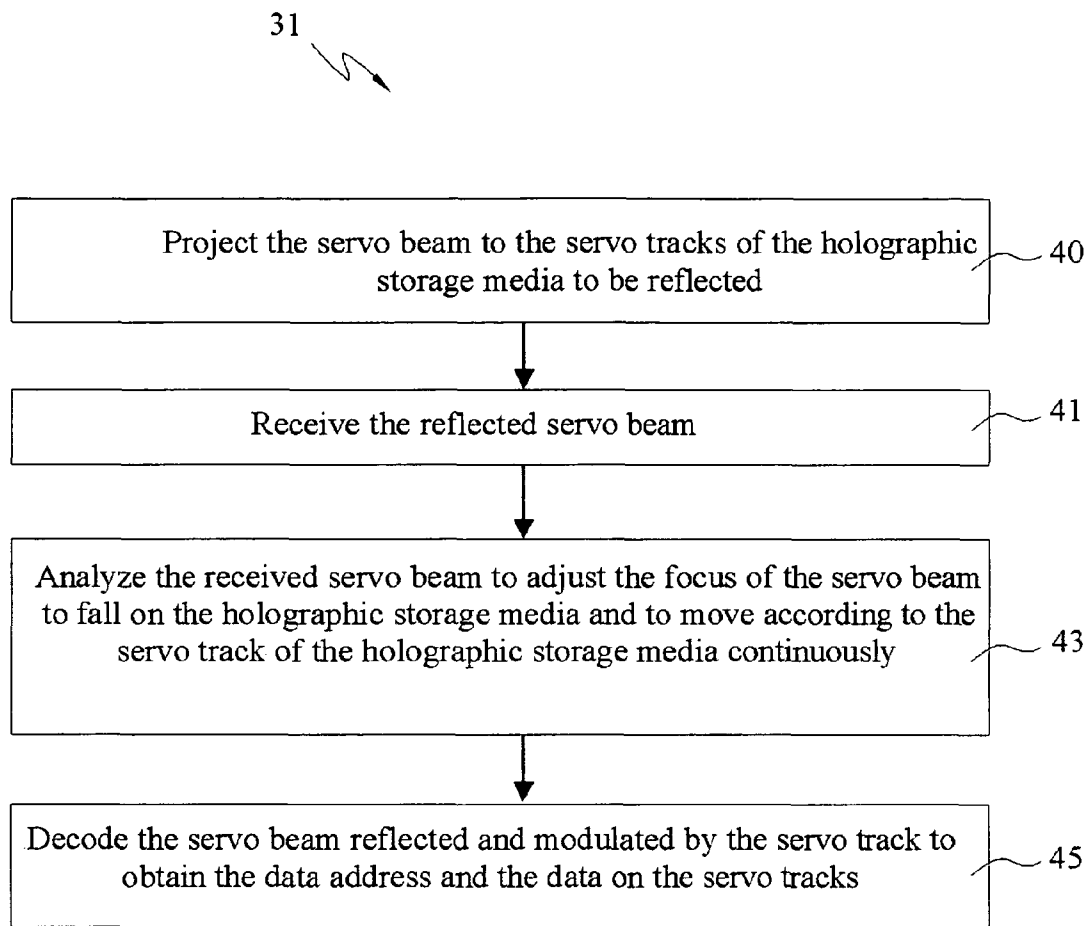 31
Project the servo beam to the servo tracks of the holographic
storage media to be reflected
40
Receive the reflected servo beam
41
Analyze the received servo beam to adjust the focus of the servo beam
to fall on the holographic storage media and to move according to the
servo track of the holographic storage media continuously
43
Decode the servo beam reflected and modulated by the servo track to
obtain the data address and the data on the servo tracks
45